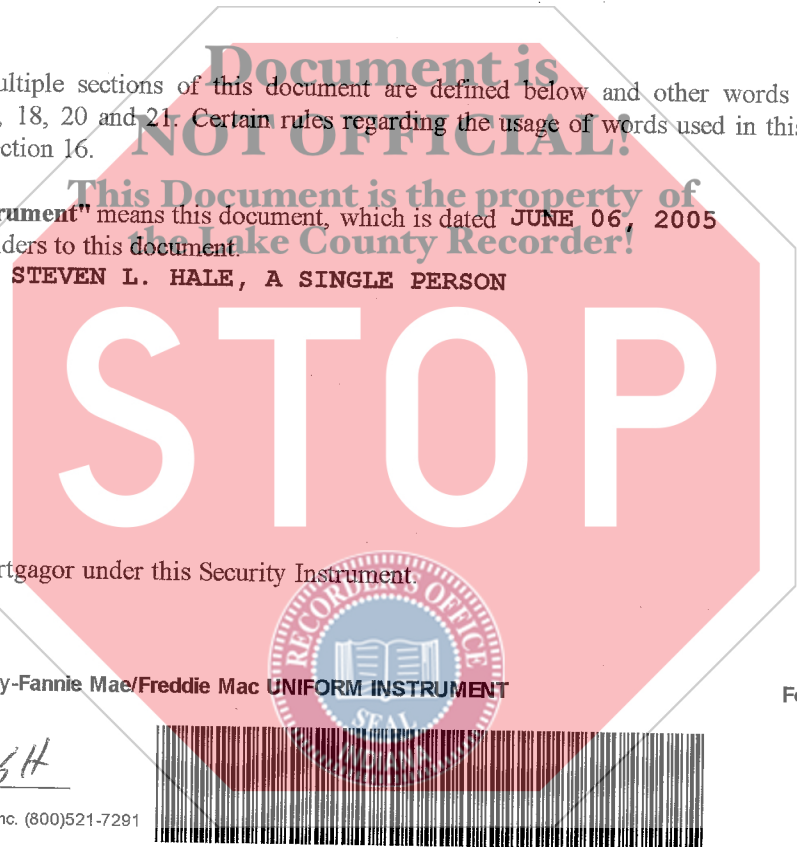 Document is
ultiple sections of this document are defined below and other words
, 18, 20 and 21. Certain rules regarding the usage of words used in this
NOT OFFICIAL!
ction 16.
This Document is the property of
rument" means this document, which is dated JUNE 06, 2005
the Lake County Recorder!
ders to this document.
STEVEN L. HALE, A SINGLE PERSON
STOP
rtgagor under this Security Instrument.
RECORDER'S OFFICE
y-Fannie Mae/Freddie Mac UNIFORM INSTRUMENT
SEAL
INDIANA
nc. (800)521-7291